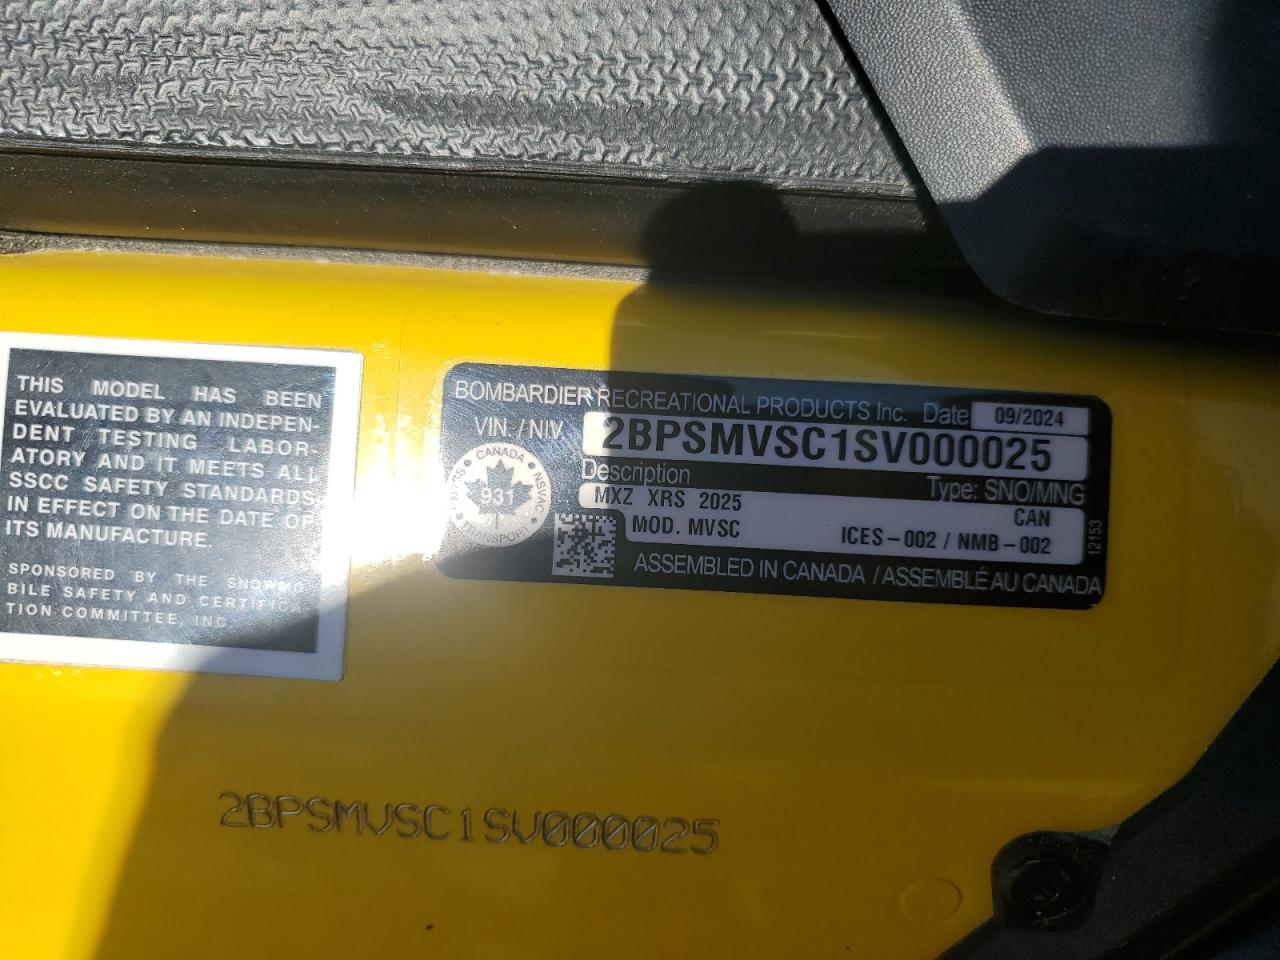 THIS MODEL HAS BEEN
EVALUATED BY AN INDEPEN-
DENT TESTING LABOR-
ATORY AND IT MEETS ALL
SSCC SAFETY STANDARDS
IN EFFECT ON THE DATE OF
ITS MANUFACTURE.
SPONSORED BY THE SNOWMO-
BILE SAFETY AND CERTIFICA-
TION COMMITTEE, INC.
BOMBARDIER RECREATIONAL PRODUCTS Inc. Date 09/2024
VIN./NIV 2BPSMVSC1SV000025
Description Type: SNO/MNG
CANADA
NSVAC
TRANSPORT
931
MXZ XRS 2025 CAN
MOD. MVSC ICES-002 / NMB-002
12153
ASSEMBLED IN CANADA / ASSEMBLÉ AU CANADA
2BPSMVSC1SV000025